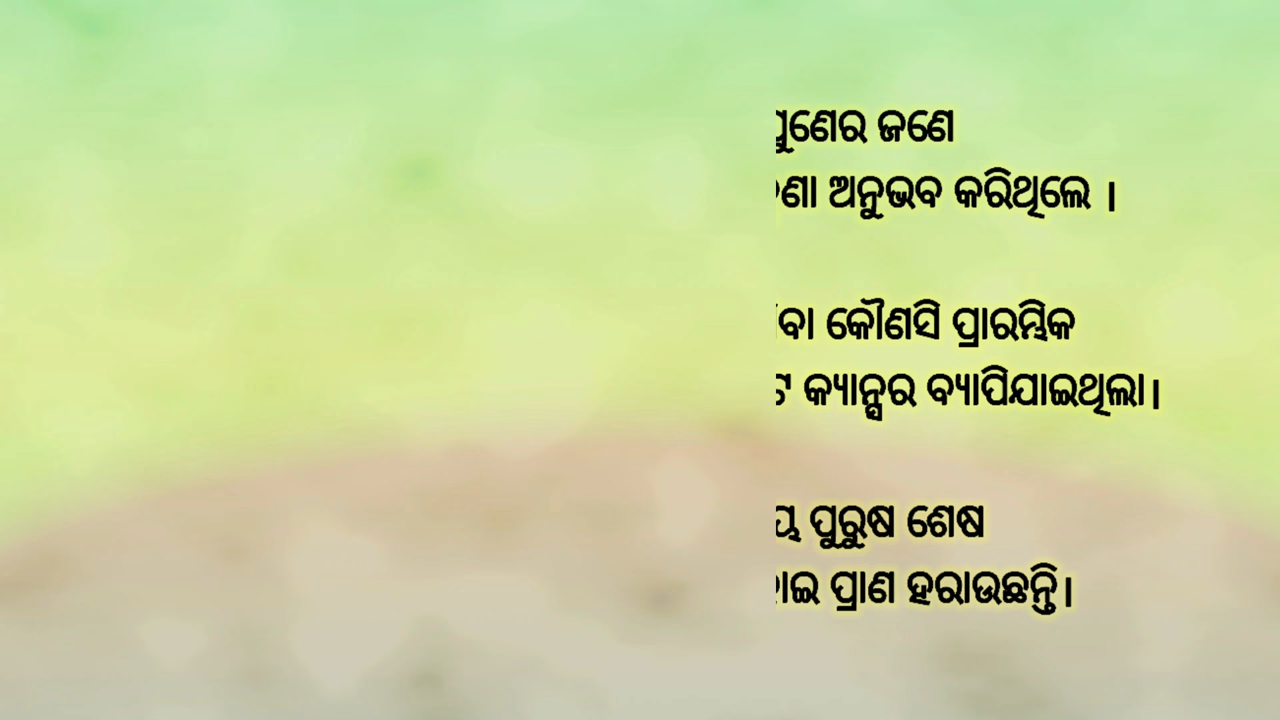 ଜଣେ
ଅନୁଭବ କରିଥିଲେ ।
କୌଣସି ପ୍ରାରମ୍ଭିକ
କ୍ୟାନ୍ସର ବ୍ୟାପିଯାଇଥିଲା।
ପୁରୁଷ ଶେଷ
ପ୍ରାଣ ହରାଉଛନ୍ତି।